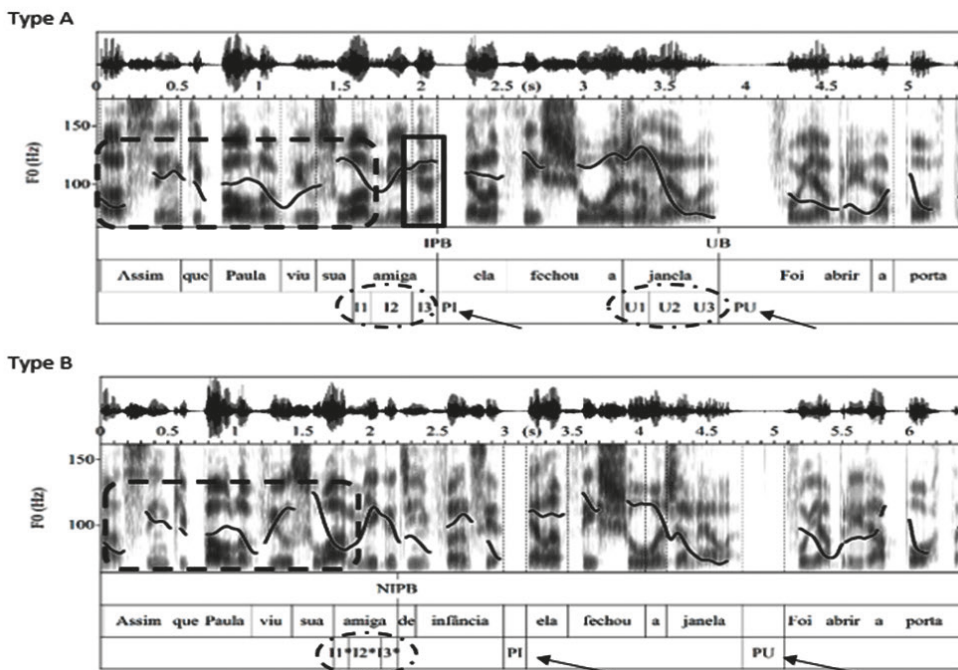 Type A
0 0.5 1 1.5 2 2.5 (s) 3 3.5 4 4.5 5
150
100
F0 (Hz)
IPB UB
Assim que Paula viu sua amiga ela fechou a janela Foi abrir a porta
I1 I2 I3 PI U1 U2 U3 PU
Type B
0 0.5 1 1.5 2 2.5 3 (s) 3.5 4 4.5 5 5.5 6
150
100
F0 (Hz)
NIPB
Assim que Paula viu sua amiga de infância ela fechou a janela Foi abrir a porta
I1* I2* I3* PI PU